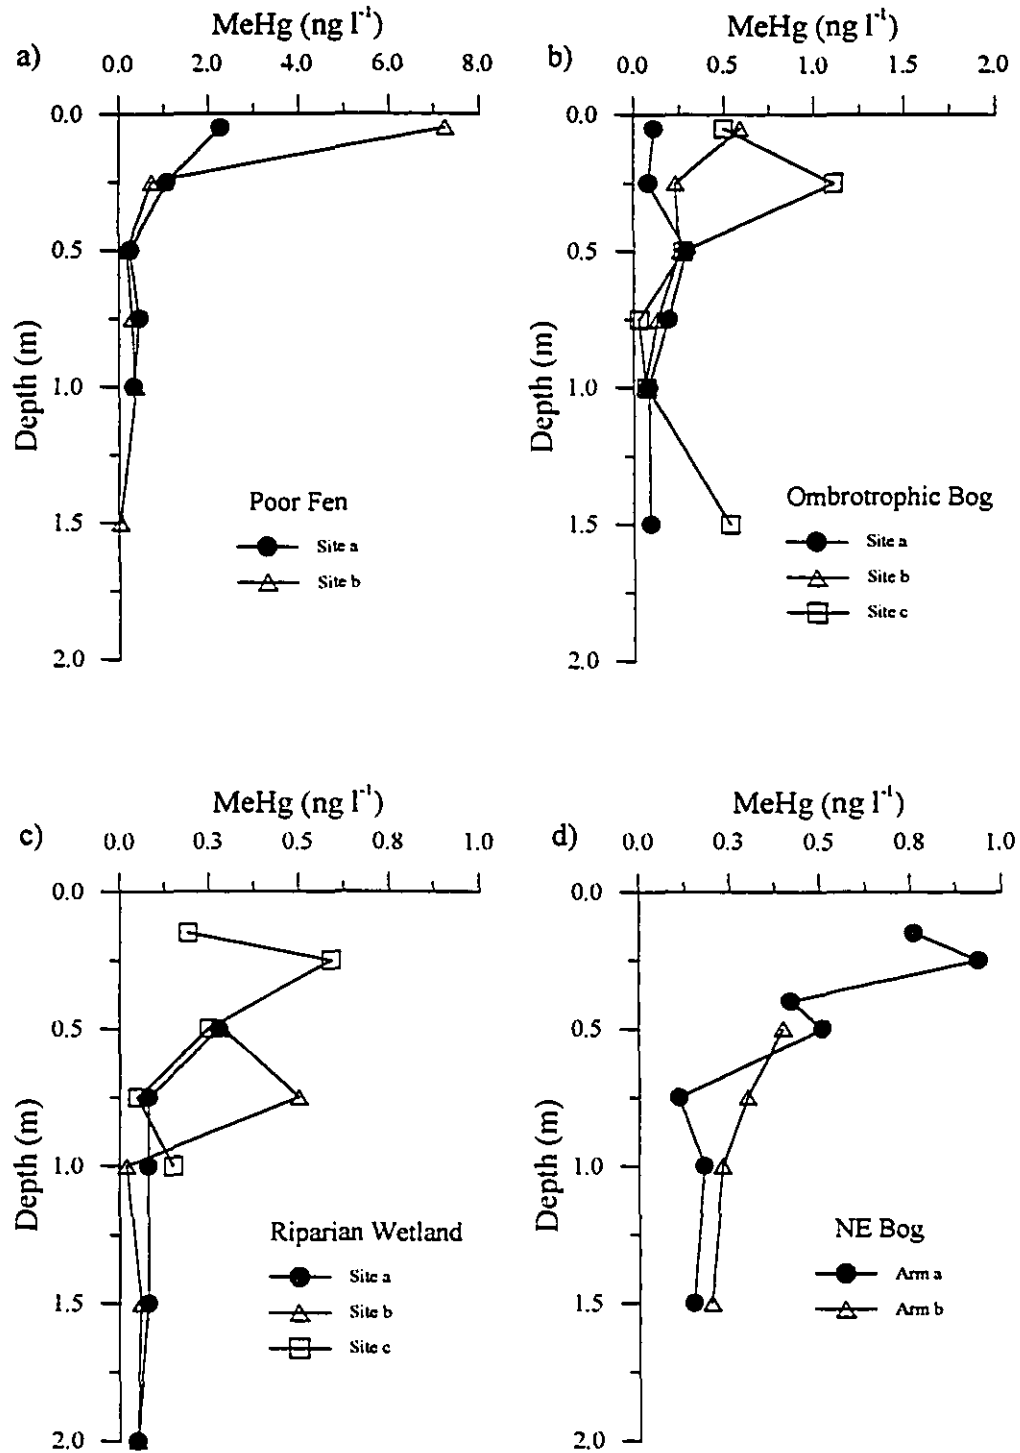 MeHg (ng l⁻¹)
a)
0.0 2.0 4.0 6.0 8.0
0.0
0.5
1.0
1.5
2.0
Depth (m)
Poor Fen
Site a
Site b
MeHg (ng l⁻¹)
b)
0.0 0.5 1.0 1.5 2.0
0.0
0.5
1.0
1.5
2.0
Depth (m)
Ombrotrophic Bog
Site a
Site b
Site c
MeHg (ng l⁻¹)
c)
0.0 0.3 0.5 0.8 1.0
0.0
0.5
1.0
1.5
2.0
Depth (m)
Riparian Wetland
Site a
Site b
Site c
MeHg (ng l⁻¹)
d)
0.0 0.3 0.5 0.8 1.0
0.0
0.5
1.0
1.5
2.0
Depth (m)
NE Bog
Arm a
Arm b